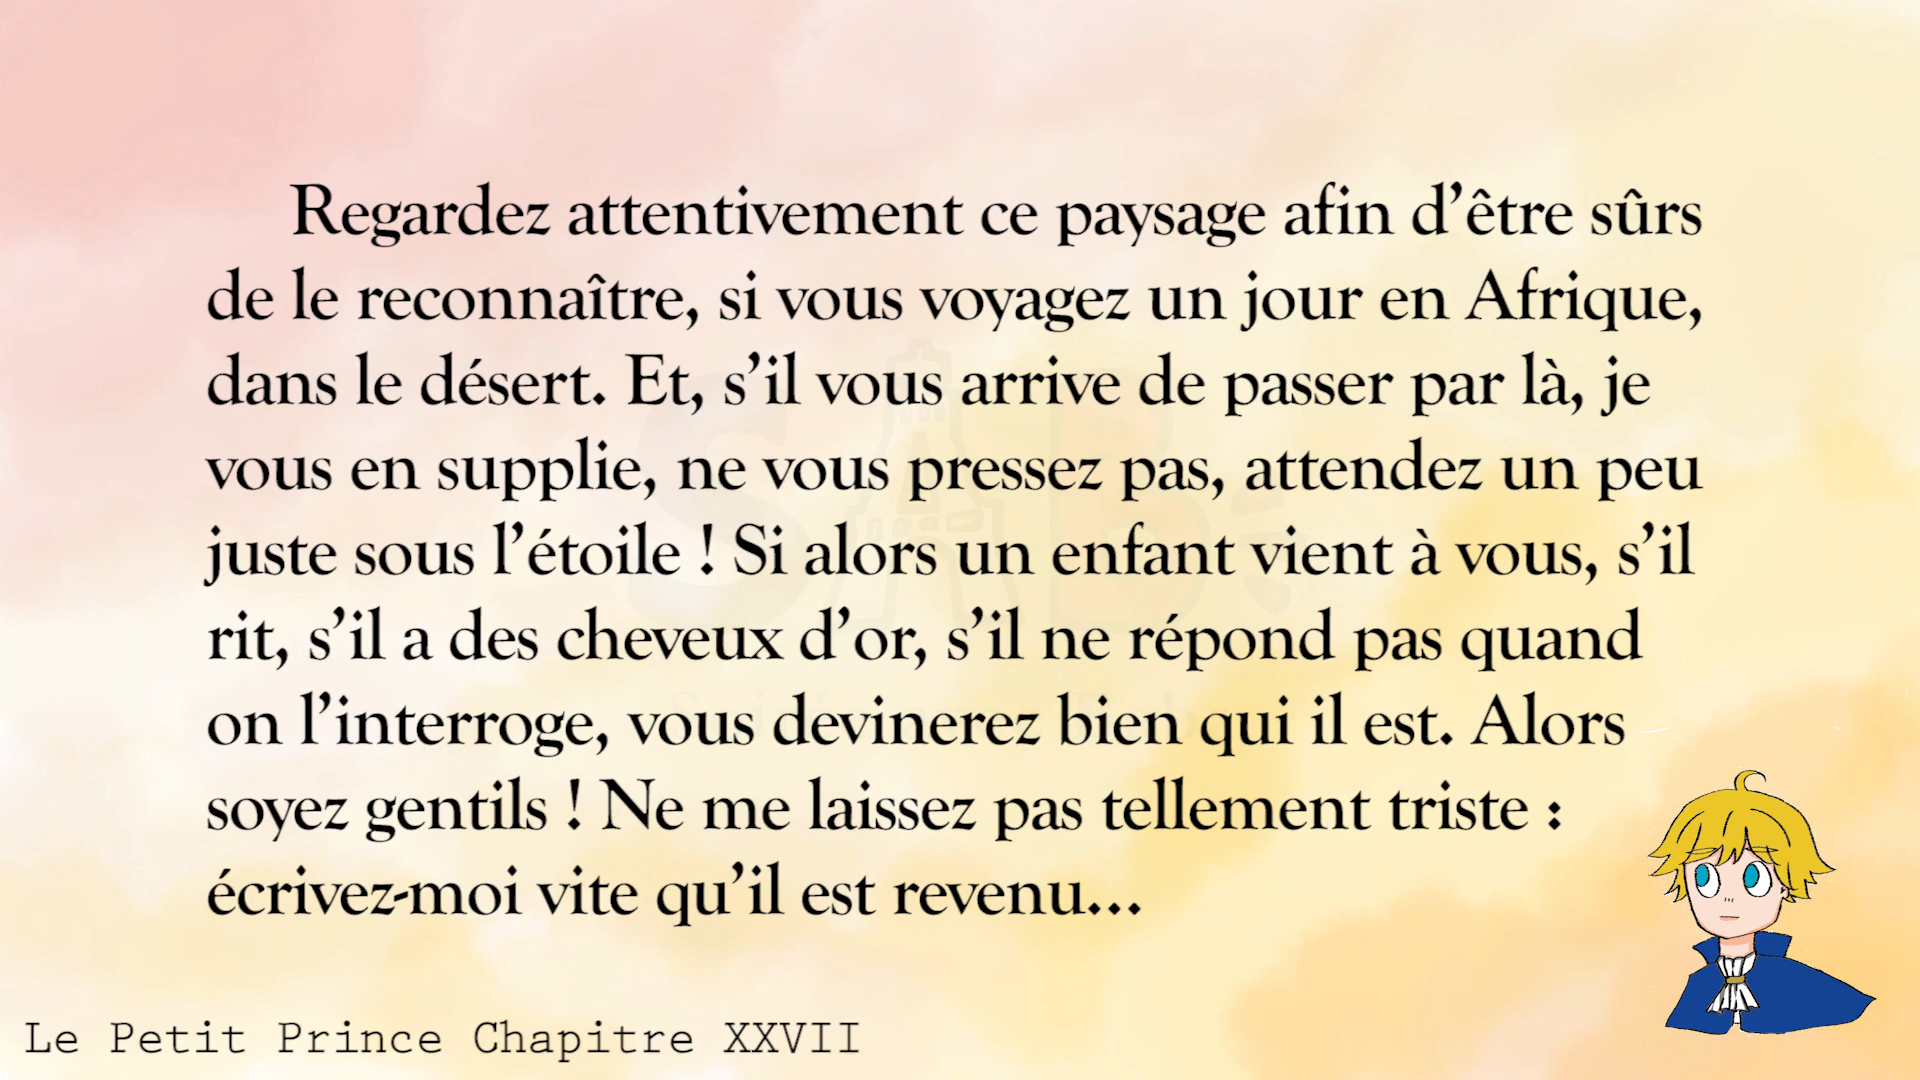 Regardez attentivement ce paysage afin d’être sûrs
de le reconnaître, si vous voyagez un jour en Afrique,
dans le désert. Et, s’il vous arrive de passer par là, je
vous en supplie, ne vous pressez pas, attendez un peu
juste sous l’étoile ! Si alors un enfant vient à vous, s’il
rit, s’il a des cheveux d’or, s’il ne répond pas quand
on l’interroge, vous devinerez bien qui il est. Alors
soyez gentils ! Ne me laissez pas tellement triste :
écrivez-moi vite qu’il est revenu…
Le Petit Prince Chapitre XXVII